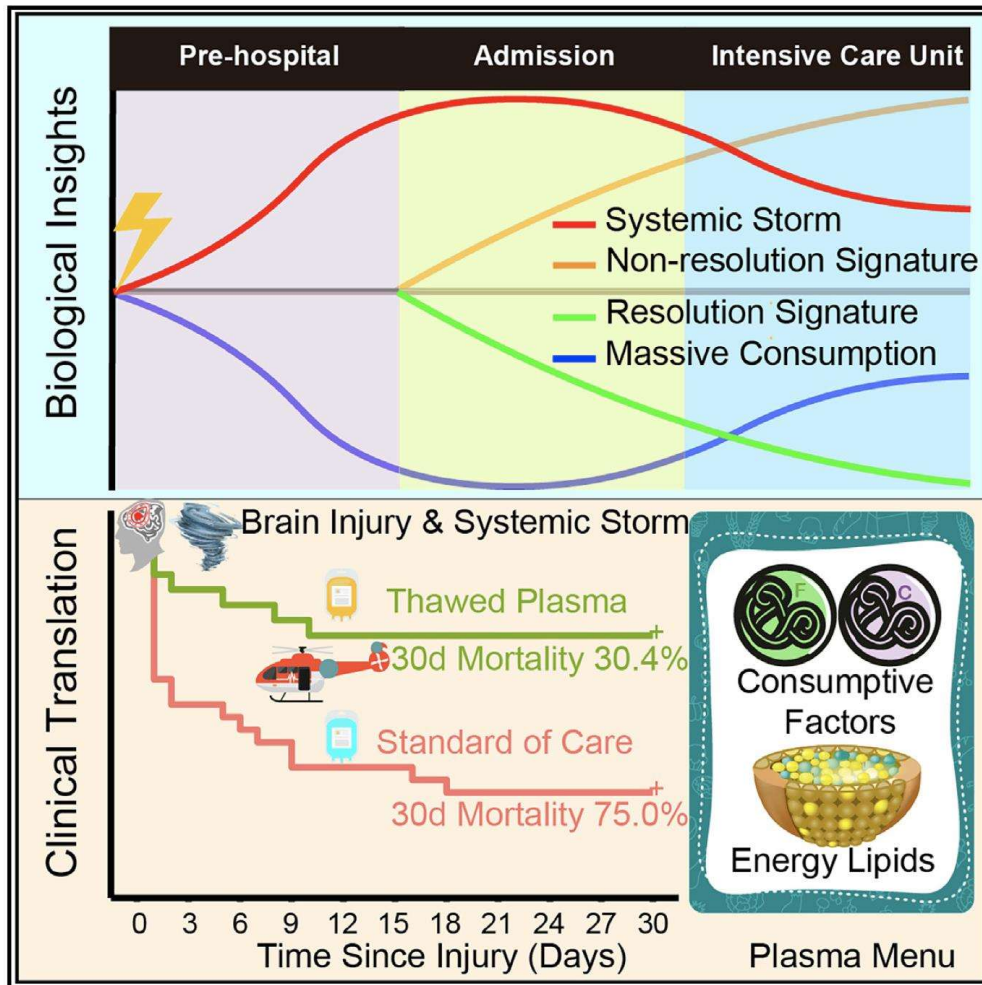 Pre-hospital
Admission
Intensive Care Unit
Biological Insights
Systemic Storm
Non-resolution Signature
Resolution Signature
Massive Consumption
Clinical Translation
Brain Injury & Systemic Storm
Thawed Plasma
30d Mortality 30.4%
Standard of Care
30d Mortality 75.0%
0 3 6 9 12 15 18 21 24 27 30
Time Since Injury (Days)
F
C
Consumptive
Factors
Energy Lipids
Plasma Menu